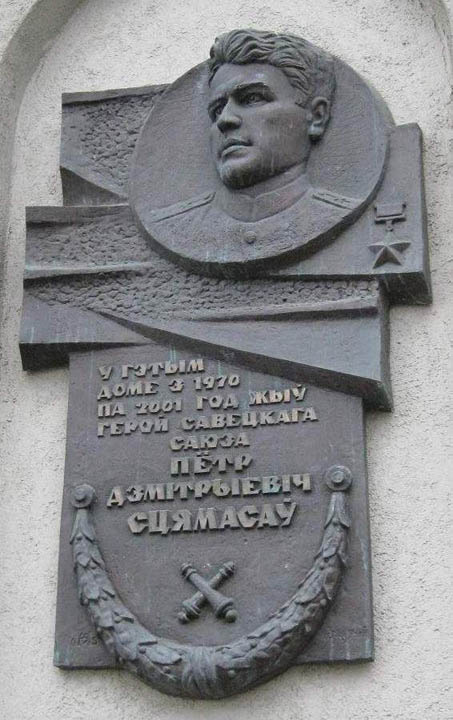 У ГЭТЫМ
ДОМЕ З 1970
ПА 2001 ГОД ЖЫЎ
ГЕРОЙ САВЕЦКАГА
САЮЗА
ПЁТР
ДЗМІТРЫЕВІЧ
СЦЯМАСАЎ